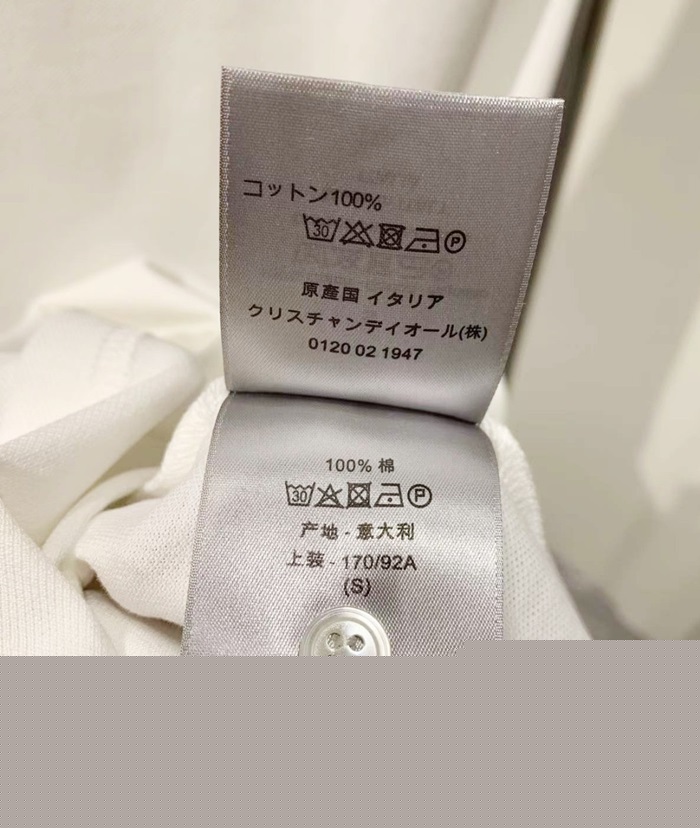 コットン100%
30 P
原産国 イタリア
クリスチャンディオール(株)
0120 02 1947
100% 棉
30 P
产地 - 意大利
上装 - 170/92A
(S)